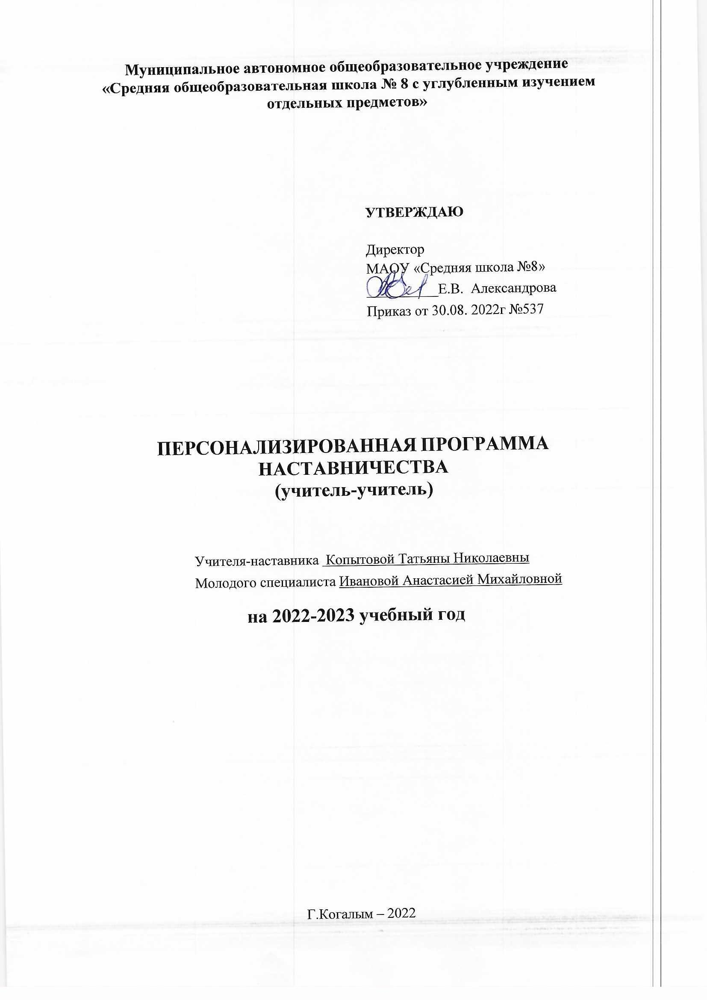 Муниципальное автономное общеобразовательное учреждение
«Средняя общеобразовательная школа № 8 с углубленным изучением
отдельных предметов»
УТВЕРЖДАЮ
Директор
МАОУ «Средняя школа №8»
__________Е.В. Александрова
Приказ от 30.08. 2022г №537
ПЕРСОНАЛИЗИРОВАННАЯ ПРОГРАММА
НАСТАВНИЧЕСТВА
(учитель-учитель)
Учителя-наставника Копытовой Татьяны Николаевны
Молодого специалиста Ивановой Анастасией Михайловной
на 2022-2023 учебный год
Г.Когалым – 2022